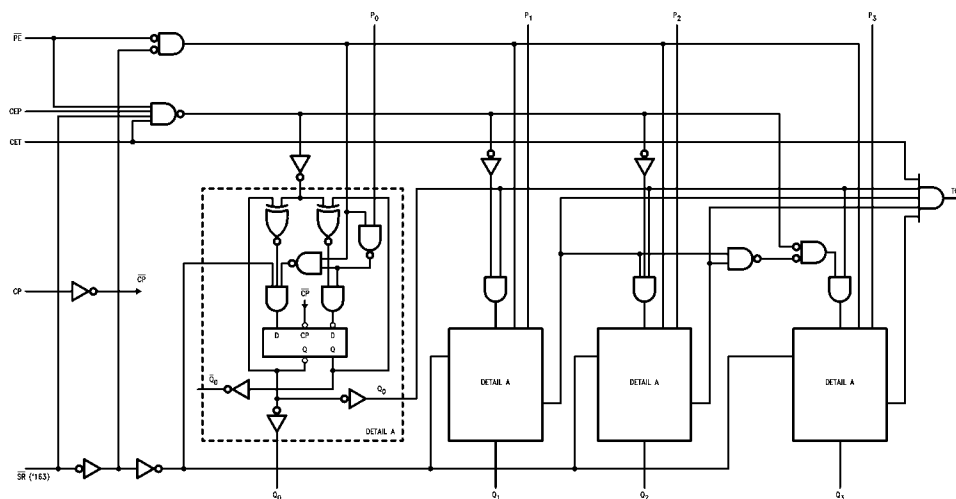 P0
P1
P2
P3
PE
CEP
CET
CP
CP
CP
D
CP
D
Q
Q
Q0
Q0
DETAIL A
DETAIL A
DETAIL A
DETAIL A
SR ('163)
Q0
Q1
Q2
Q3